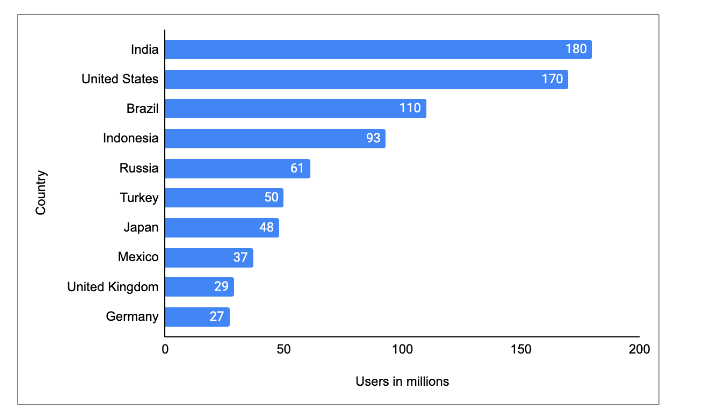 Country
India 180
United States 170
Brazil 110
Indonesia 93
Russia 61
Turkey 50
Japan 48
Mexico 37
United Kingdom 29
Germany 27
0 50 100 150 200
Users in millions